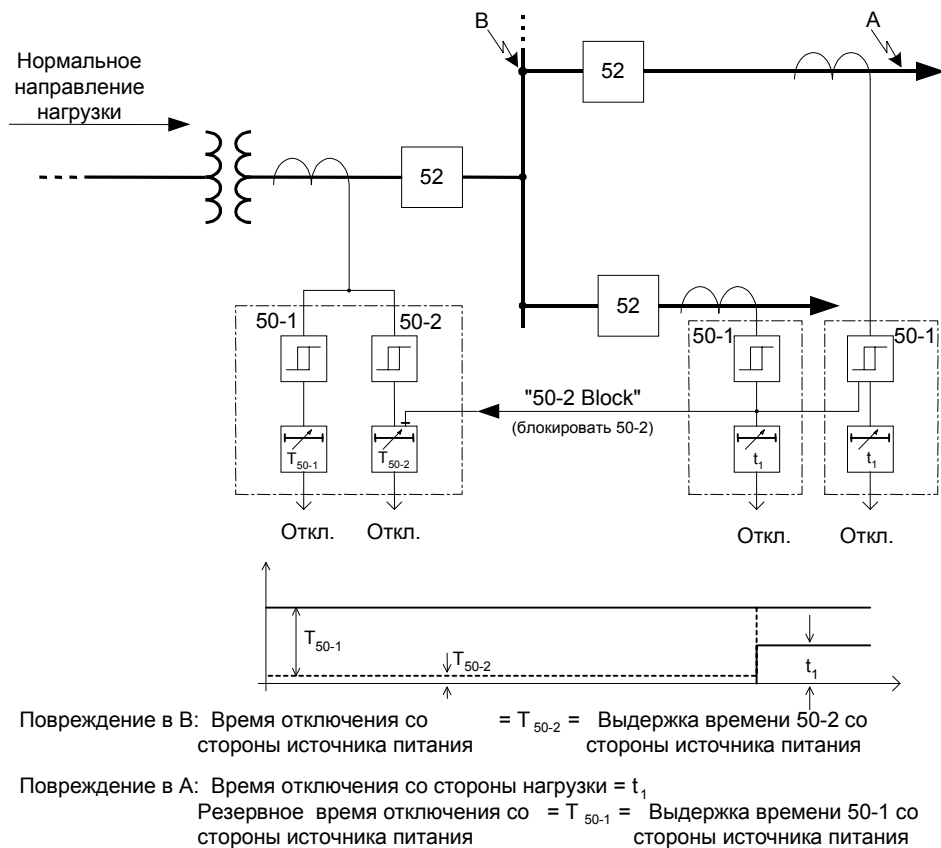 B
A
Нормальное
направление
нагрузки
52
52
52
50-1
50-2
50-1
50-1
"50-2 Block"
(блокировать 50-2)
T50-1
T50-2
t1
t1
Откл.
Откл.
Откл.
Откл.
T50-1
T50-2
t1
Повреждение в B: Время отключения со = T 50-2 = Выдержка времени 50-2 со
стороны источника питания стороны источника питания
Повреждение в A: Время отключения со стороны нагрузки = t1
Резервное время отключения со = T 50-1 = Выдержка времени 50-1 со
стороны источника питания стороны источника питания